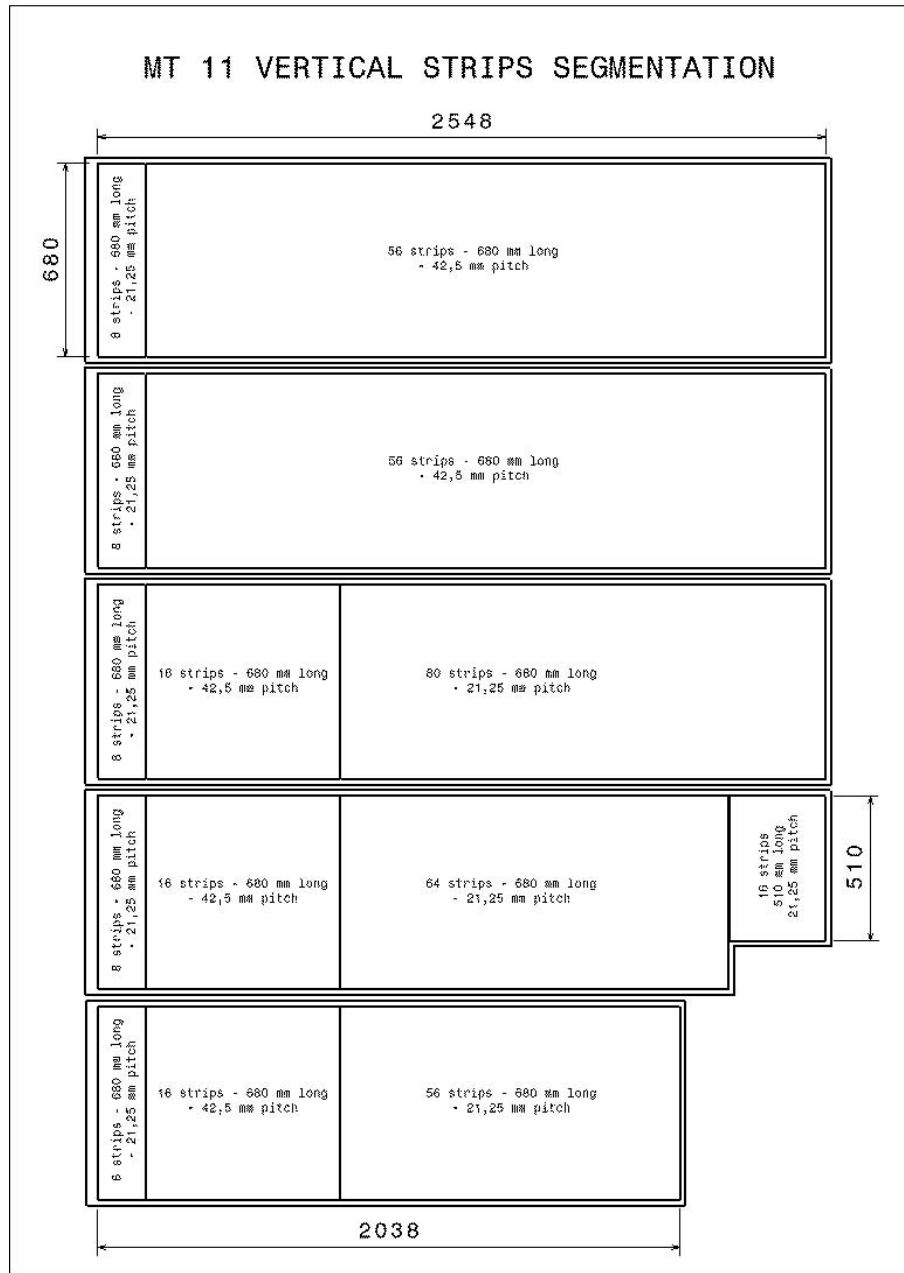 MT 11 VERTICAL STRIPS SEGMENTATION
2548
680
8 strips - 680 mm long
- 21,25 mm pitch
56 strips - 680 mm long
- 42,5 mm pitch
8 strips - 680 mm long
- 21,25 mm pitch
56 strips - 680 mm long
- 42,5 mm pitch
8 strips - 680 mm long
- 21,25 mm pitch
16 strips - 680 mm long
- 42,5 mm pitch
80 strips - 680 mm long
- 21,25 mm pitch
8 strips - 680 mm long
- 21,25 mm pitch
16 strips - 680 mm long
- 42,5 mm pitch
64 strips - 680 mm long
- 21,25 mm pitch
16 strips
510 mm long
21,25 mm pitch
510
8 strips - 680 mm long
- 21,25 mm pitch
16 strips - 680 mm long
- 42,5 mm pitch
56 strips - 680 mm long
- 21,25 mm pitch
2038